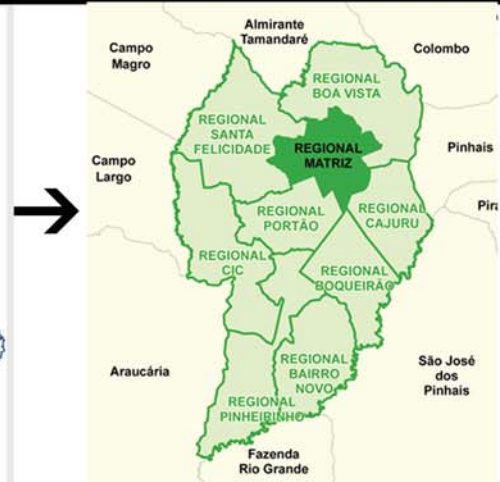 Almirante
Tamandaré
Campo
Magro
Colombo
REGIONAL
BOA VISTA
REGIONAL
SANTA
FELICIDADE
REGIONAL
MATRIZ
Pinhais
Campo
Largo
REGIONAL
PORTÃO
REGIONAL
CAJURU
Pira
REGIONAL
CIC
REGIONAL
BOQUEIRÃO
Araucária
REGIONAL
BAIRRO
NOVO
São José
dos
Pinhais
REGIONAL
PINHEIRINHO
Fazenda
Rio Grande